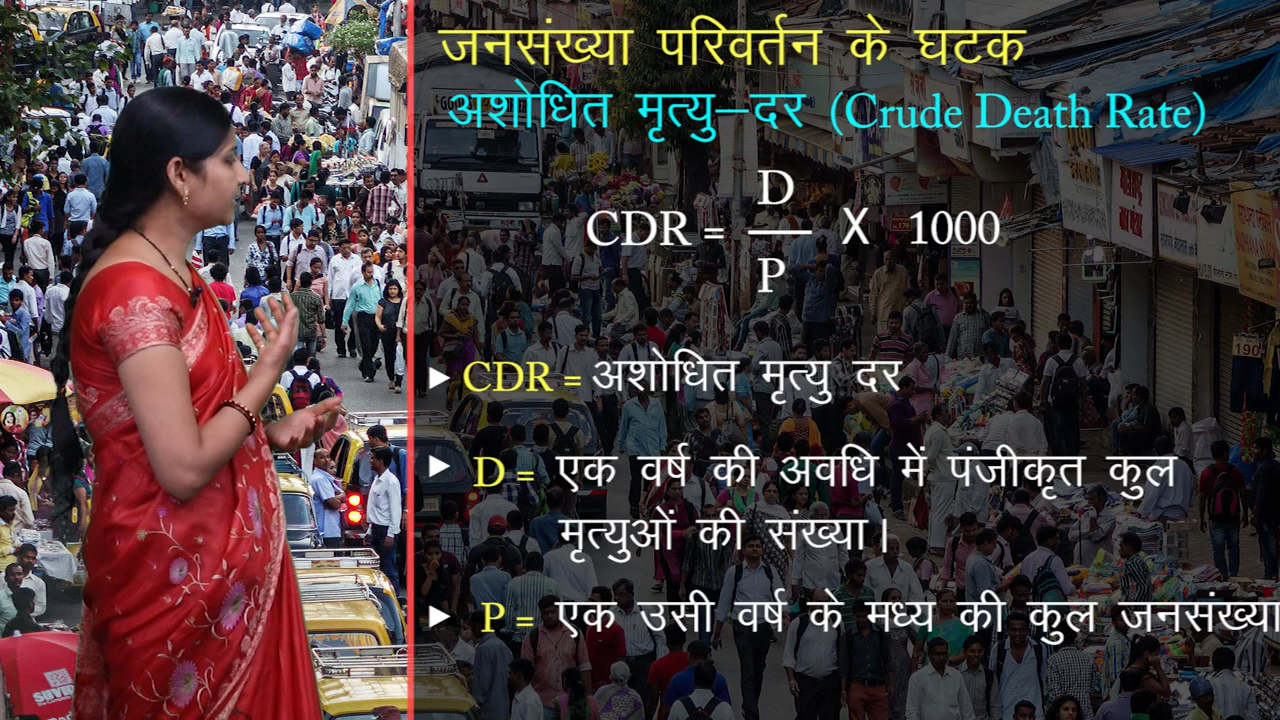 जनसंख्या परिवर्तन के घटक
अशोधित मृत्यु–दर (Crude Death Rate)
CDR = D/P X 1000
► CDR = अशोधित मृत्यु दर
► D = एक वर्ष की अवधि में पंजीकृत कुल
मृत्युओं की संख्या।
► P = एक उसी वर्ष के मध्य की कुल जनसंख्या
190